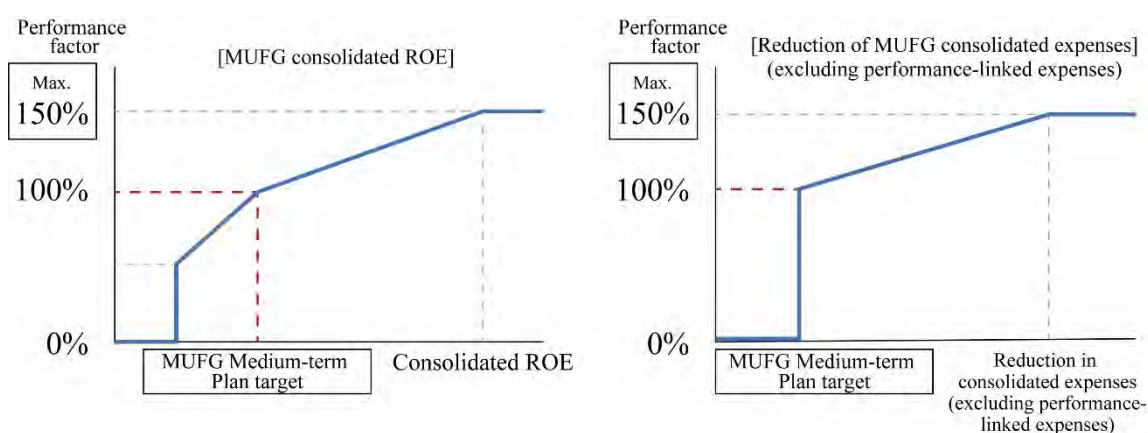 Performance
factor
[MUFG consolidated ROE]
Max.
150%
100%
0%
MUFG Medium-term
Plan target
Consolidated ROE
Performance
factor
[Reduction of MUFG consolidated expenses]
(excluding performance-linked expenses)
Max.
150%
100%
0%
MUFG Medium-term
Plan target
Reduction in
consolidated expenses
(excluding performance-
linked expenses)